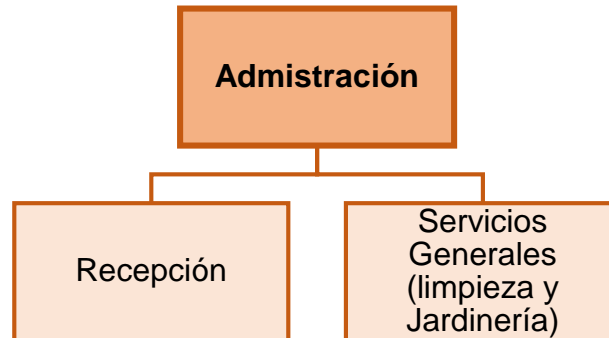 Admistración
Recepción
Servicios
Generales
(limpieza y
Jardinería)